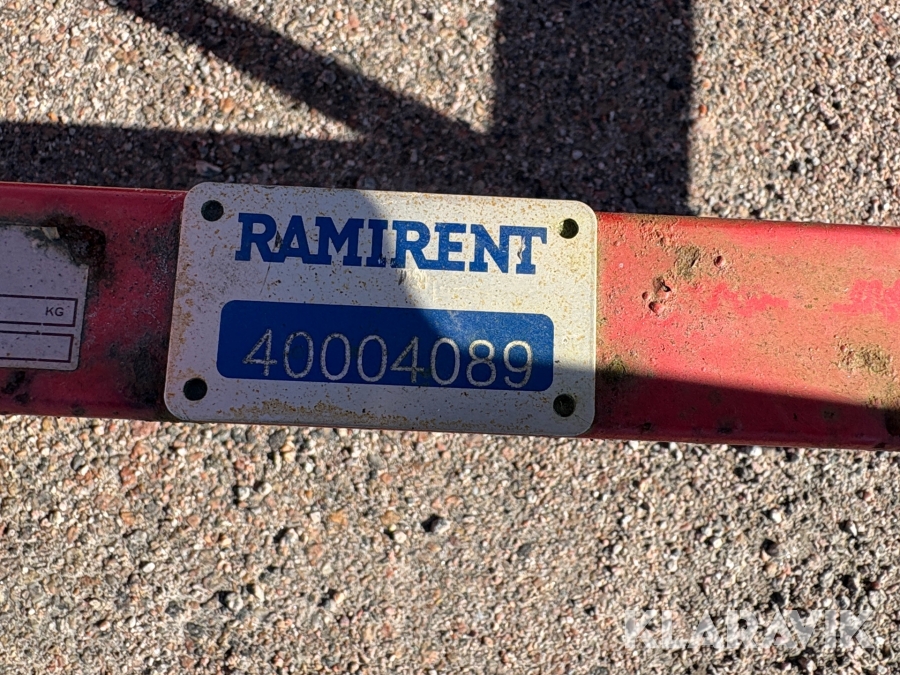 RAMIRENT
KG
40004089
KLARAVIK